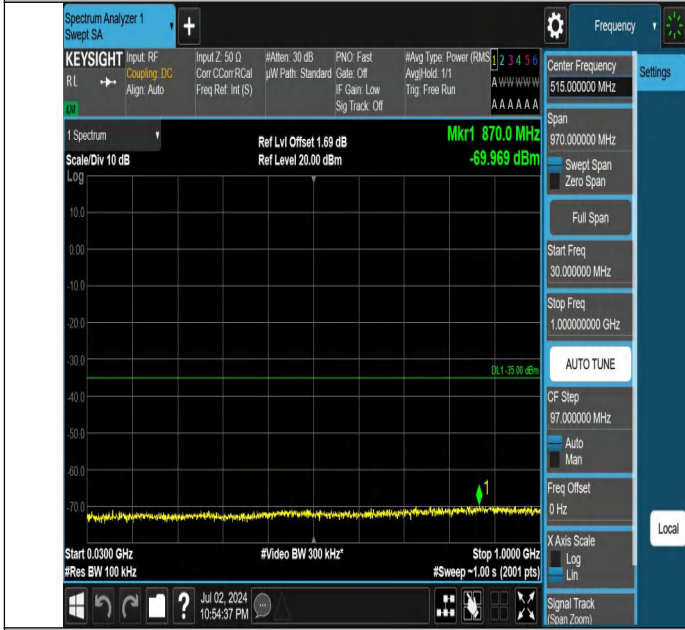 Spectrum Analyzer 1
Swept SA
Frequency
KEYSIGHT
RL
LXI
Input: RF
Coupling: DC
Align: Auto
Input Z: 50 Ω
Corr CCorr RCal
Freq Ref: Int (S)
#Atten: 30 dB
µW Path: Standard
PNO: Fast
Gate: Off
IF Gain: Low
Sig Track: Off
#Avg Type: Power (RMS
Avg|Hold: 1/1
Trig: Free Run
1 2 3 4 5 6
A W W W W W
A A A A A A
1 Spectrum
Scale/Div 10 dB
Log
Ref Lvl Offset 1.69 dB
Ref Level 20.00 dBm
Mkr1 870.0 MHz
-69.969 dBm
10.0
0.00
-10.0
-20.0
-30.0
DL1 -35.00 dBm
-40.0
-50.0
-60.0
1
-70.0
Start 0.0300 GHz
#Video BW 300 kHz*
Stop 1.0000 GHz
#Res BW 100 kHz
#Sweep ~1.00 s (2001 pts)
?
Jul 02, 2024
10:54:37 PM
Center Frequency
515.000000 MHz
Span
970.000000 MHz
Swept Span
Zero Span
Full Span
Start Freq
30.000000 MHz
Stop Freq
1.000000000 GHz
AUTO TUNE
CF Step
97.000000 MHz
Auto
Man
Freq Offset
0 Hz
X Axis Scale
Log
Lin
Signal Track
(Span Zoom)
Settings
Local